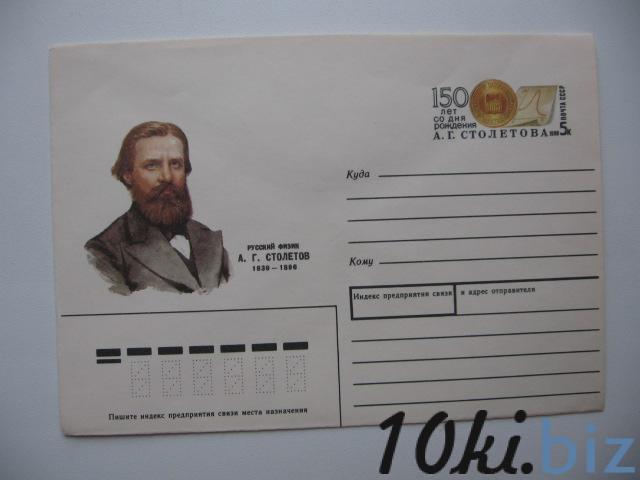 150
лет
со дня
рождения
А. Г. СТОЛЕТОВА
ПОЧТА СССР
5к
РУССКИЙ ФИЗИК
А. Г. СТОЛЕТОВ
1839 — 1896
Куда
Кому
Индекс предприятия связи и адрес отправителя
Пишите индекс предприятия связи места назначения
10ki.biz